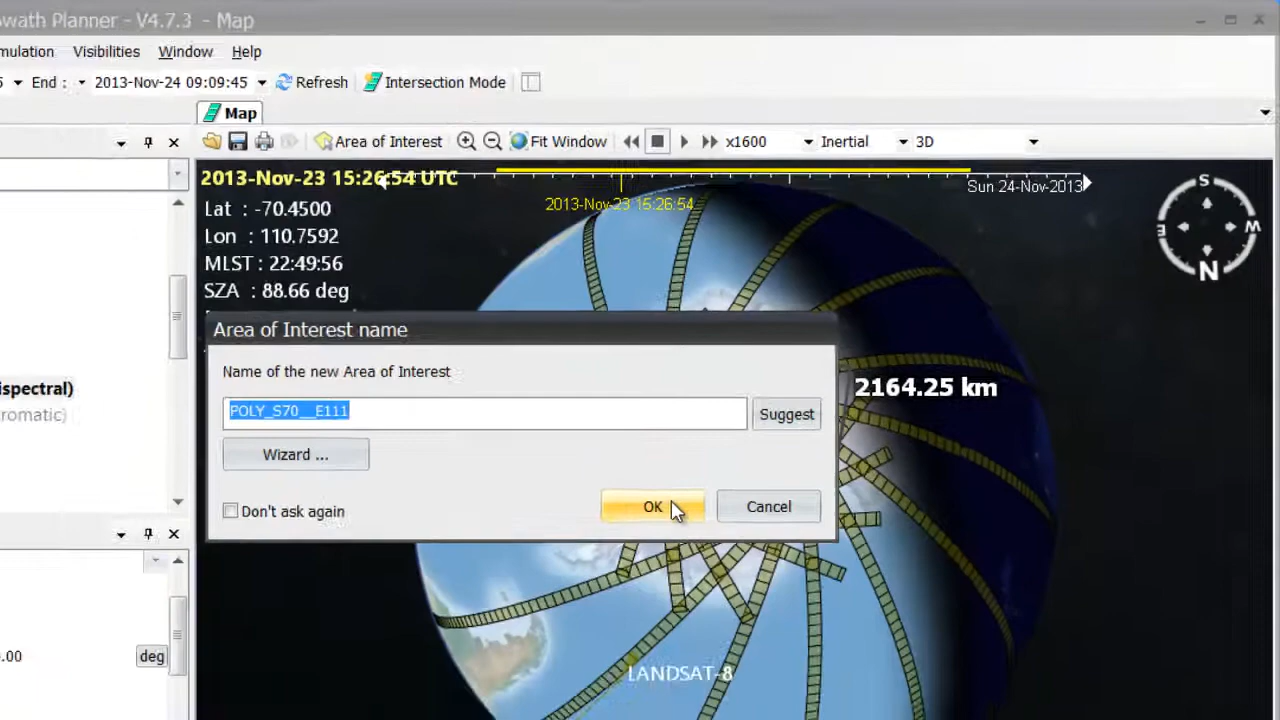 wath Planner - V4.7.3 - Map
mulation Visibilities Window Help
End : 2013-Nov-24 09:09:45 Refresh Intersection Mode
Map
Area of Interest Fit Window x1600 Inertial 3D
2013-Nov-23 15:26:54 UTC
Sun 24-Nov-2013
2013-Nov-23 15:26:54
Lat : -70.4500
Lon : 110.7592
MLST : 22:49:56
SZA : 88.66 deg
S
E W
N
Area of Interest name
Name of the new Area of Interest
POLY_S70__E111 Suggest
Wizard ...
Don't ask again OK Cancel
2164.25 km
ispectral)
romatic)
.00 deg
LANDSAT-8